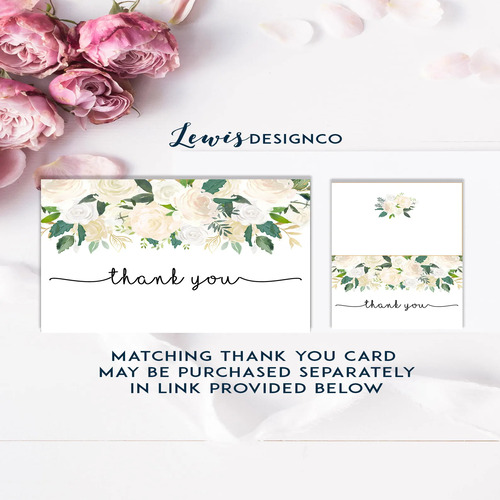 Lewis DESIGNCO
thank you
thank you
MATCHING THANK YOU CARD
MAY BE PURCHASED SEPARATELY
IN LINK PROVIDED BELOW